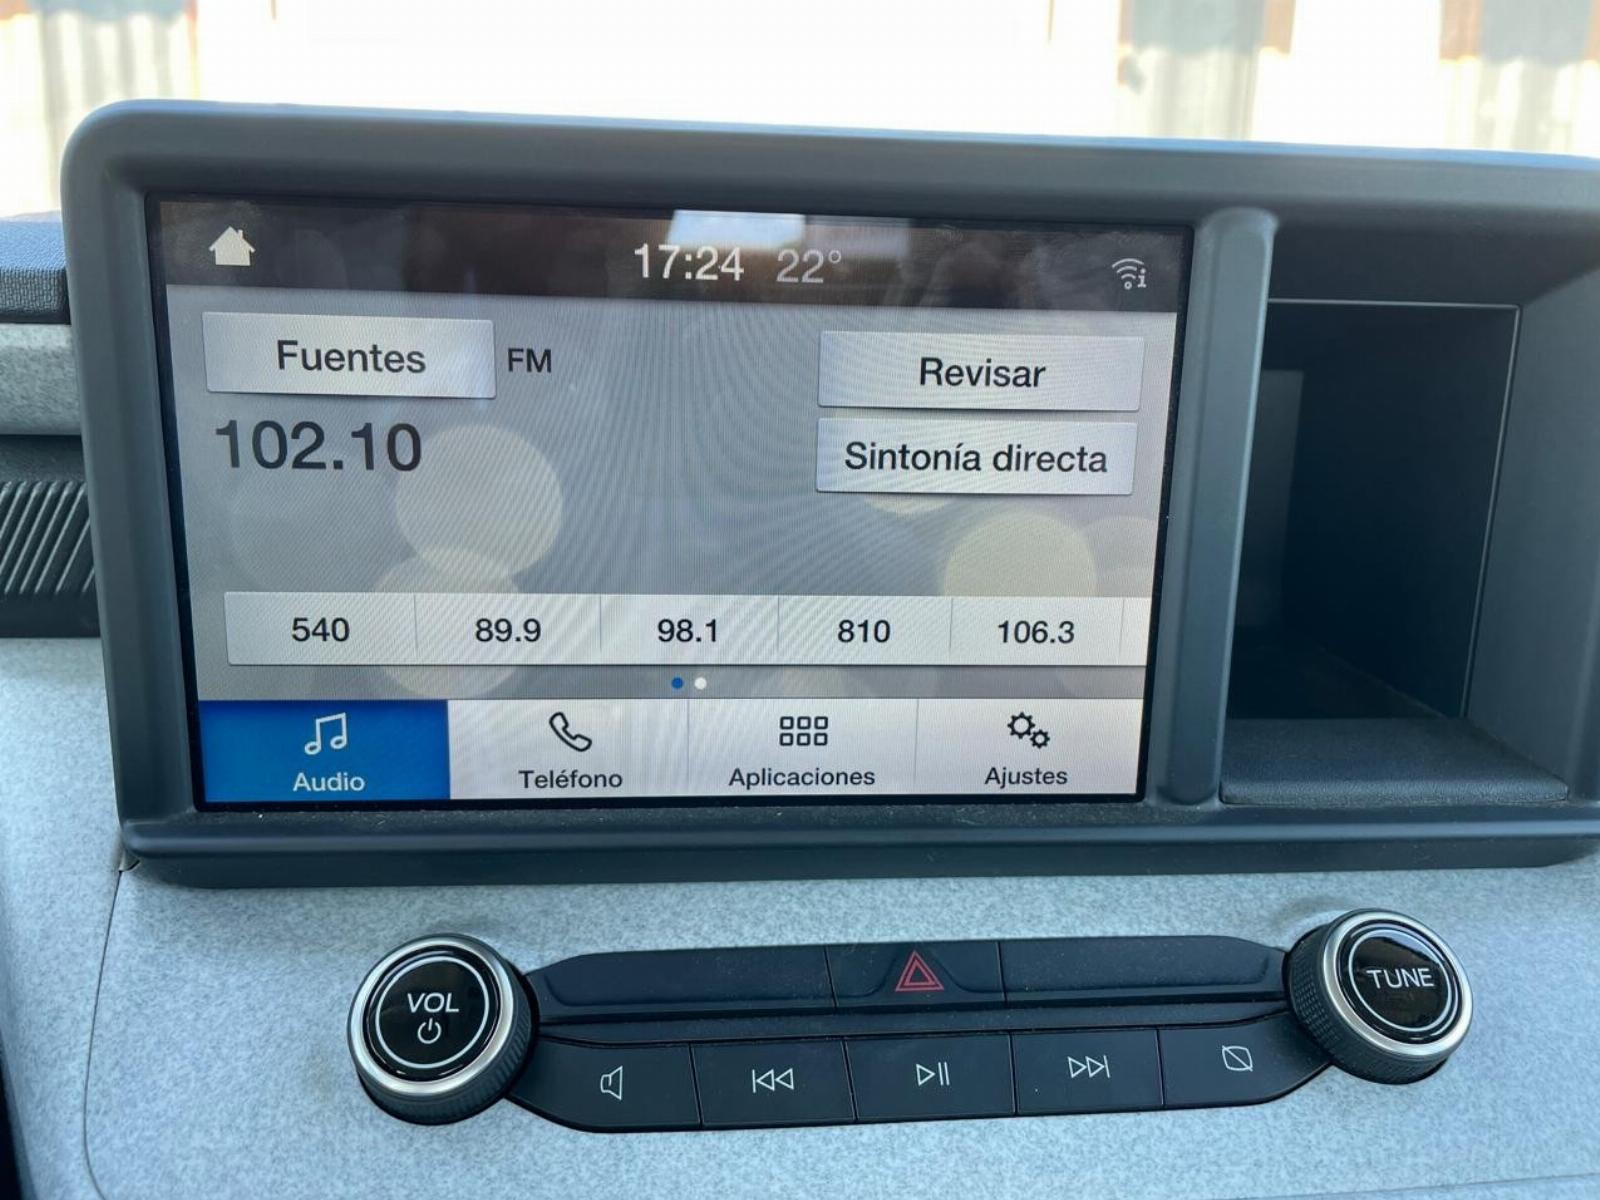 17:24 22°
Fuentes FM
Revisar
102.10
Sintonía directa
540 89.9 98.1 810 106.3
Audio Teléfono Aplicaciones Ajustes
VOL
TUNE